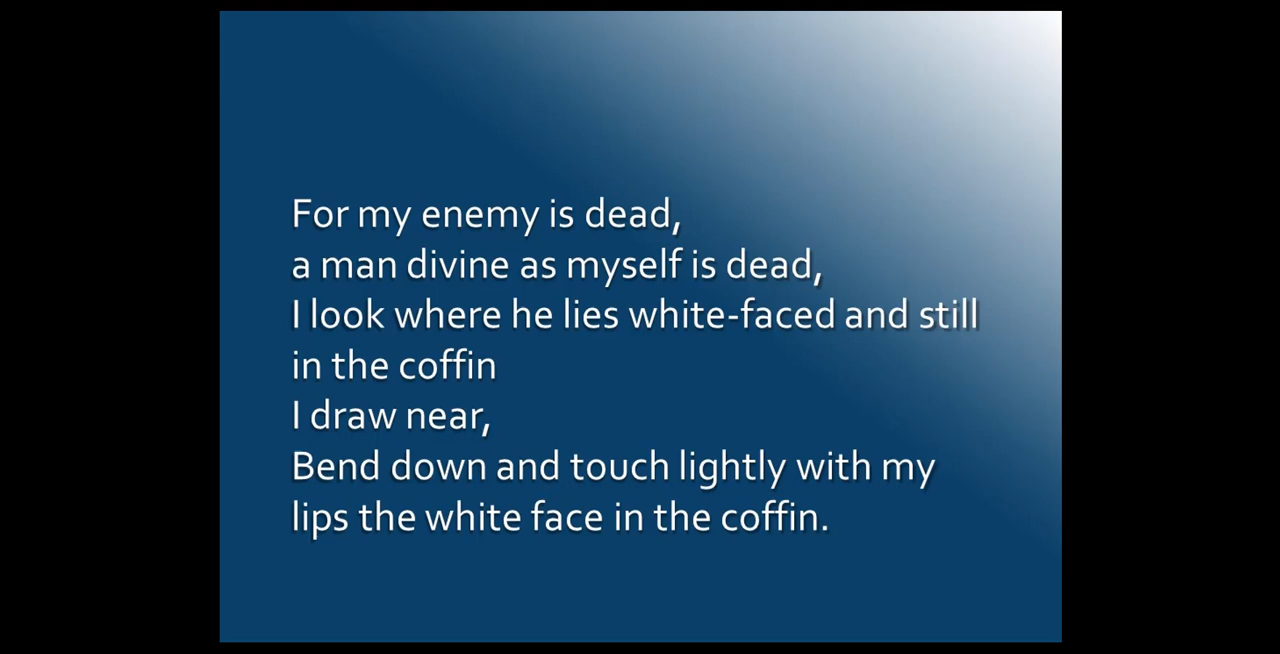 For my enemy is dead,
a man divine as myself is dead,
I look where he lies white-faced and still
in the coffin
I draw near,
Bend down and touch lightly with my
lips the white face in the coffin.